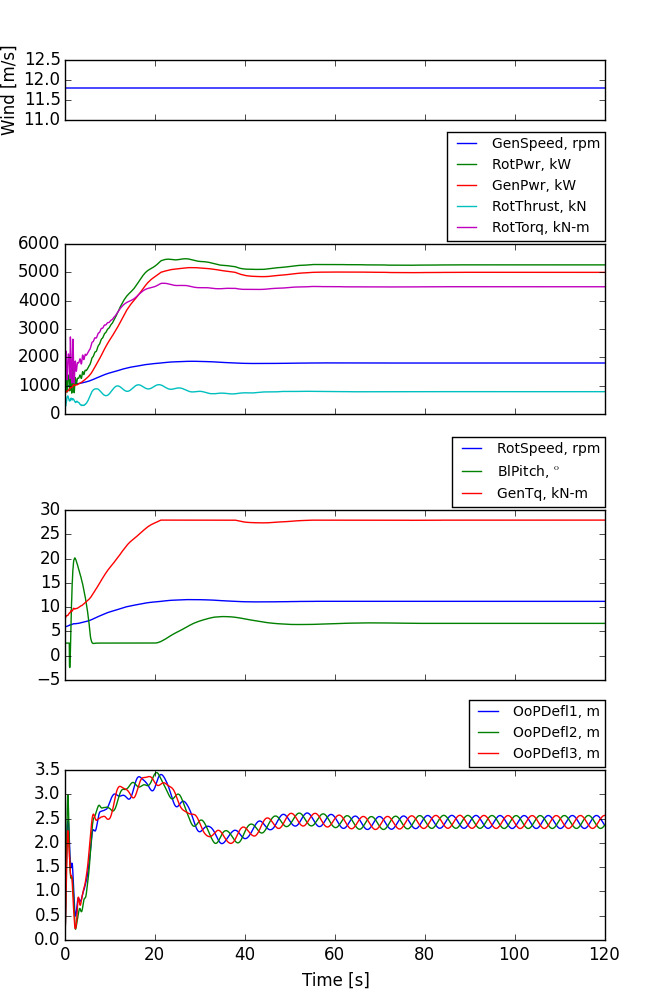 Wind [m/s]
12.5
12.0
11.5
11.0
GenSpeed, rpm
RotPwr, kW
GenPwr, kW
RotThrust, kN
RotTorq, kN-m
6000
5000
4000
3000
2000
1000
0
RotSpeed, rpm
BlPitch, °
GenTq, kN-m
30
25
20
15
10
5
0
−5
OoPDefl1, m
OoPDefl2, m
OoPDefl3, m
3.5
3.0
2.5
2.0
1.5
1.0
0.5
0.0
0 20 40 60 80 100 120
Time [s]